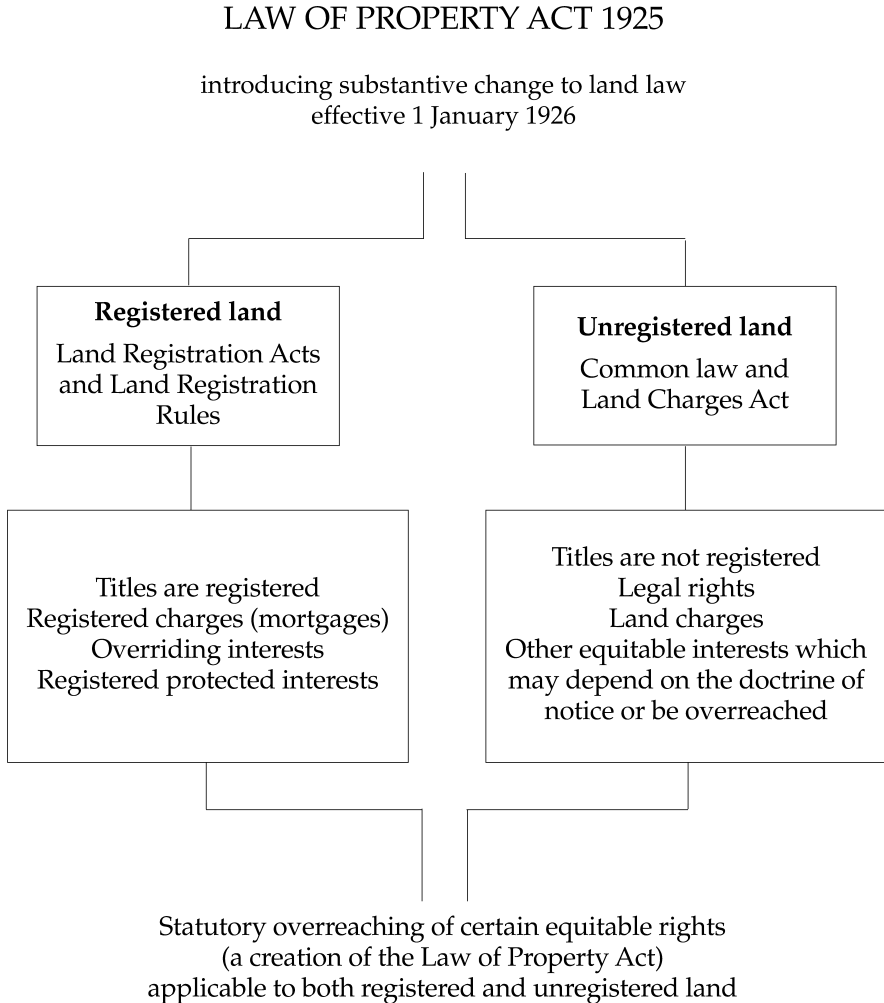 LAW OF PROPERTY ACT 1925
introducing substantive change to land law
effective 1 January 1926
Registered land
Land Registration Acts
and Land Registration
Rules
Unregistered land
Common law and
Land Charges Act
Titles are registered
Registered charges (mortgages)
Overriding interests
Registered protected interests
Titles are not registered
Legal rights
Land charges
Other equitable interests which
may depend on the doctrine of
notice or be overreached
Statutory overreaching of certain equitable rights
(a creation of the Law of Property Act)
applicable to both registered and unregistered land